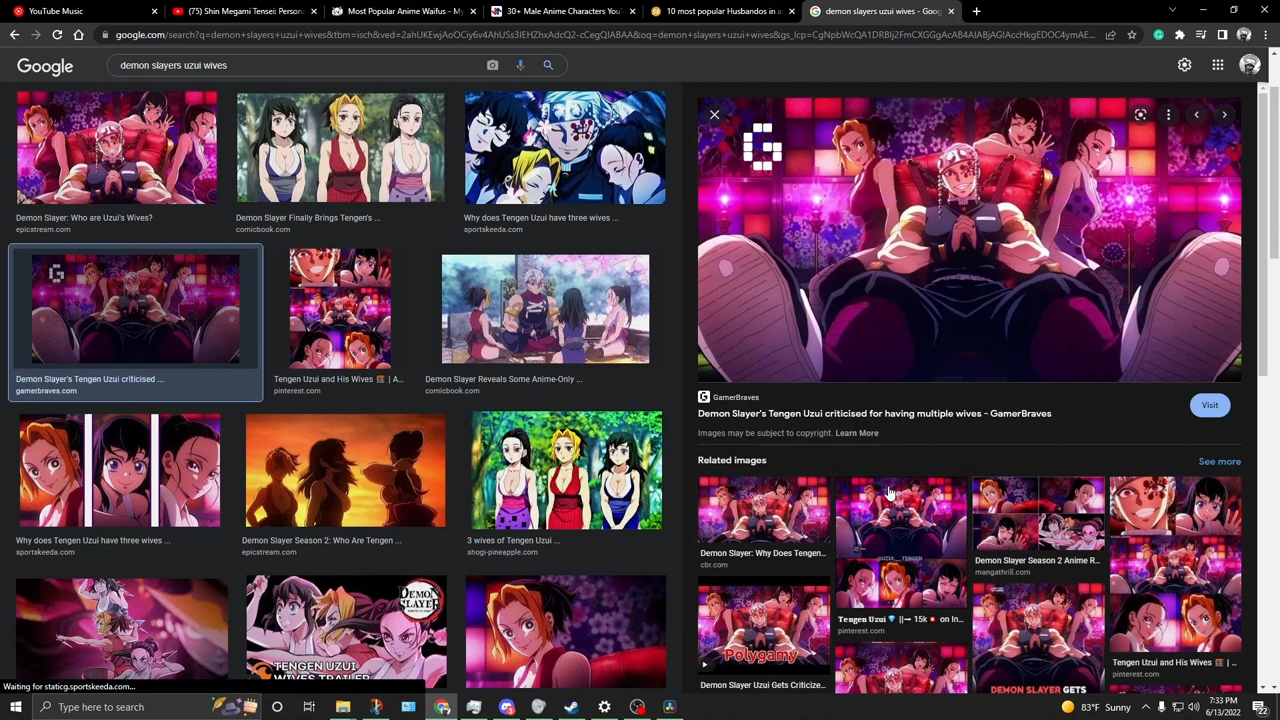 YouTube Music
(75) Shin Megami Tensei: Person
Most Popular Anime Waifus - My
30+ Male Anime Characters You'
10 most popular Husbands in a
demon slayers uzui wives - Goog
google.com/search?q=demon+slayers+uzui+wives&tbm=isch&ved=2ahUKEwjAoOCiy6v4AhUSs3IEHZhxAdcQ2-cCegQIABAA&oq=demon+slayers+uzui+wives&gs_lcp=CgNpbWcQA1DRBlj2FmCXGGgAcAB4AIABjAGIAccHkgEDOC4ymAE...
Google
demon slayers uzui wives
Demon Slayer: Who are Uzui's Wives?
epicstream.com
Demon Slayer Finally Brings Tengen's ...
comicbook.com
Why does Tengen Uzui have three wives ...
sportskeeda.com
Demon Slayer's Tengen Uzui criticised ...
gamerbraves.com
Tengen Uzui and His Wives | A...
pinterest.com
Demon Slayer Reveals Some Anime-Only ...
comicbook.com
Why does Tengen Uzui have three wives ...
sportskeeda.com
Demon Slayer Season 2: Who Are Tengen ...
epicstream.com
3 wives of Tengen Uzui ...
shogi-pineapple.com
DEMON
SLAYER
TENGEN UZUI
WIVES TRAILER
G
GamerBraves
Demon Slayer's Tengen Uzui criticised for having multiple wives - GamerBraves
Visit
Images may be subject to copyright. Learn More
Related images
See more
Demon Slayer: Why Does Tengen...
cbr.com
Tengen Uzui || 15k on In...
pinterest.com
Demon Slayer Season 2 Anime R...
mangathrill.com
Polygamy
Demon Slayer Uzui Gets Criticize...
DEMON SLAYER GETS
Tengen Uzui and His Wives | ...
pinterest.com
Waiting for staticg.sportskeeda.com...
Type here to search
83°F Sunny
7:33 PM
6/13/2022
22